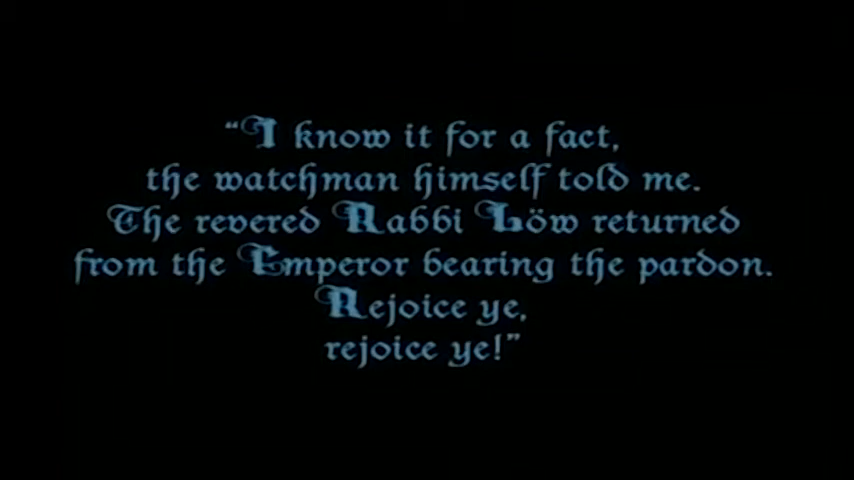 “I know it for a fact,
the watchman himself told me.
The revered Rabbi Löw returned
from the Emperor bearing the pardon.
Rejoice ye,
rejoice ye!”